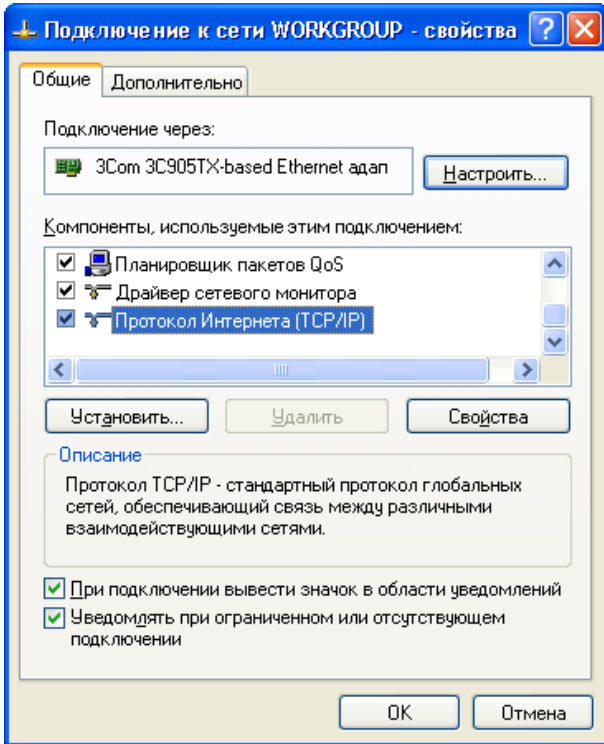 Подключение к сети WORKGROUP - свойства
Общие
Дополнительно
Подключение через:
3Com 3C905TX-based Ethernet адап
Настроить...
Компоненты, используемые этим подключением:
Планировщик пакетов QoS
Драйвер сетевого монитора
Протокол Интернета (TCP/IP)
Установить...
Удалить
Свойства
Описание
Протокол TCP/IP - стандартный протокол глобальных
сетей, обеспечивающий связь между различными
взаимодействующими сетями.
При подключении вывести значок в области уведомлений
Уведомлять при ограниченном или отсутствующем
подключении
OK
Отмена